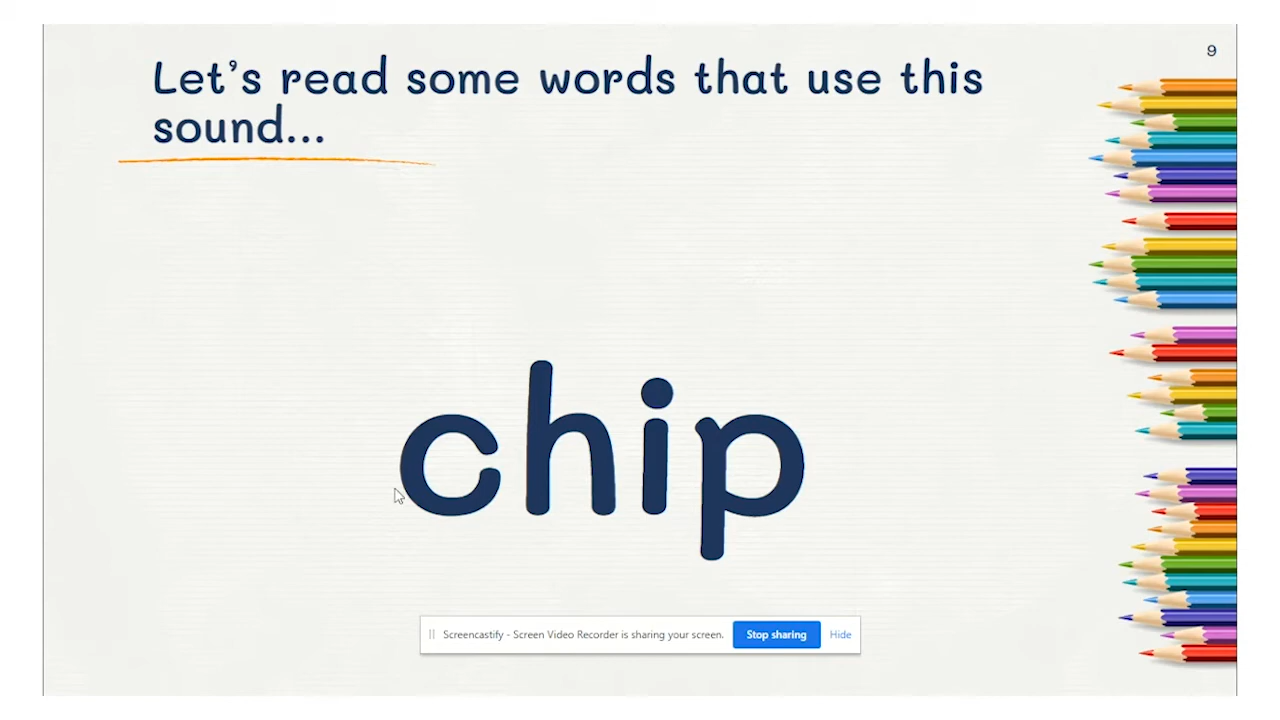 9
Let's read some words that use this
sound...
chip
Screencastify - Screen Video Recorder is sharing your screen. Stop sharing Hide